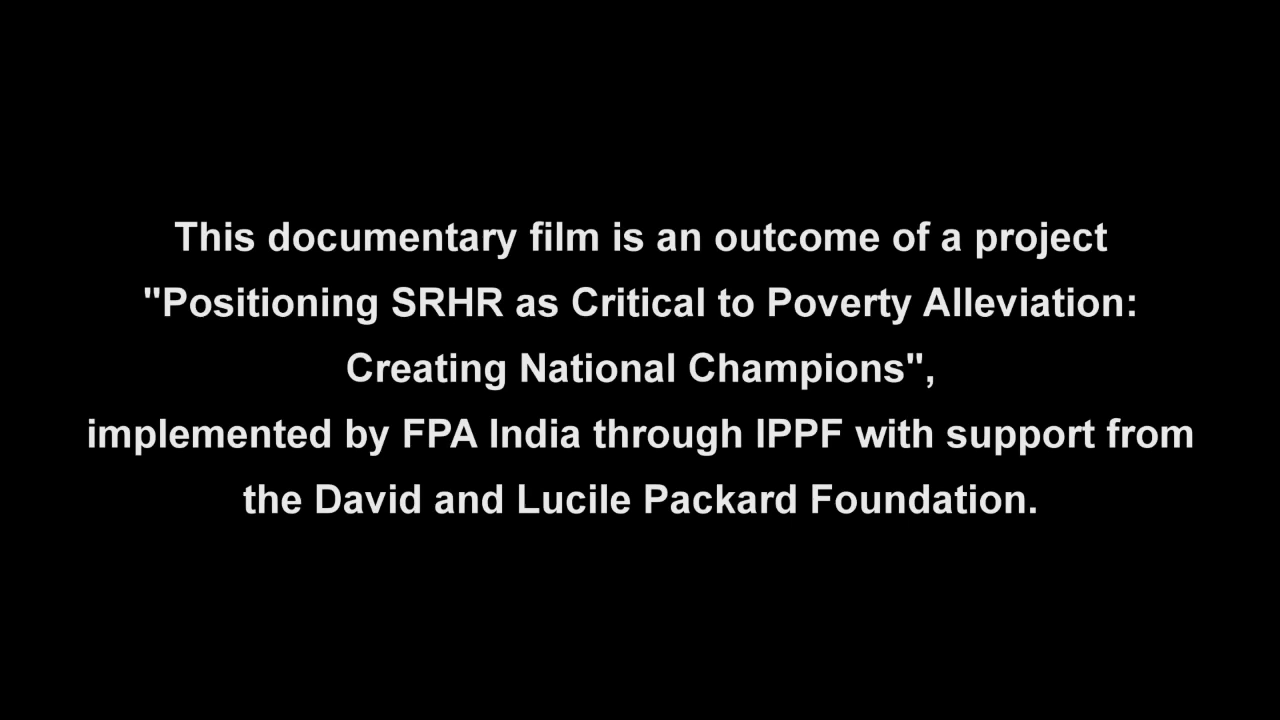 This documentary film is an outcome of a project
"Positioning SRHR as Critical to Poverty Alleviation:
Creating National Champions",
implemented by FPA India through IPPF with support from
the David and Lucile Packard Foundation.